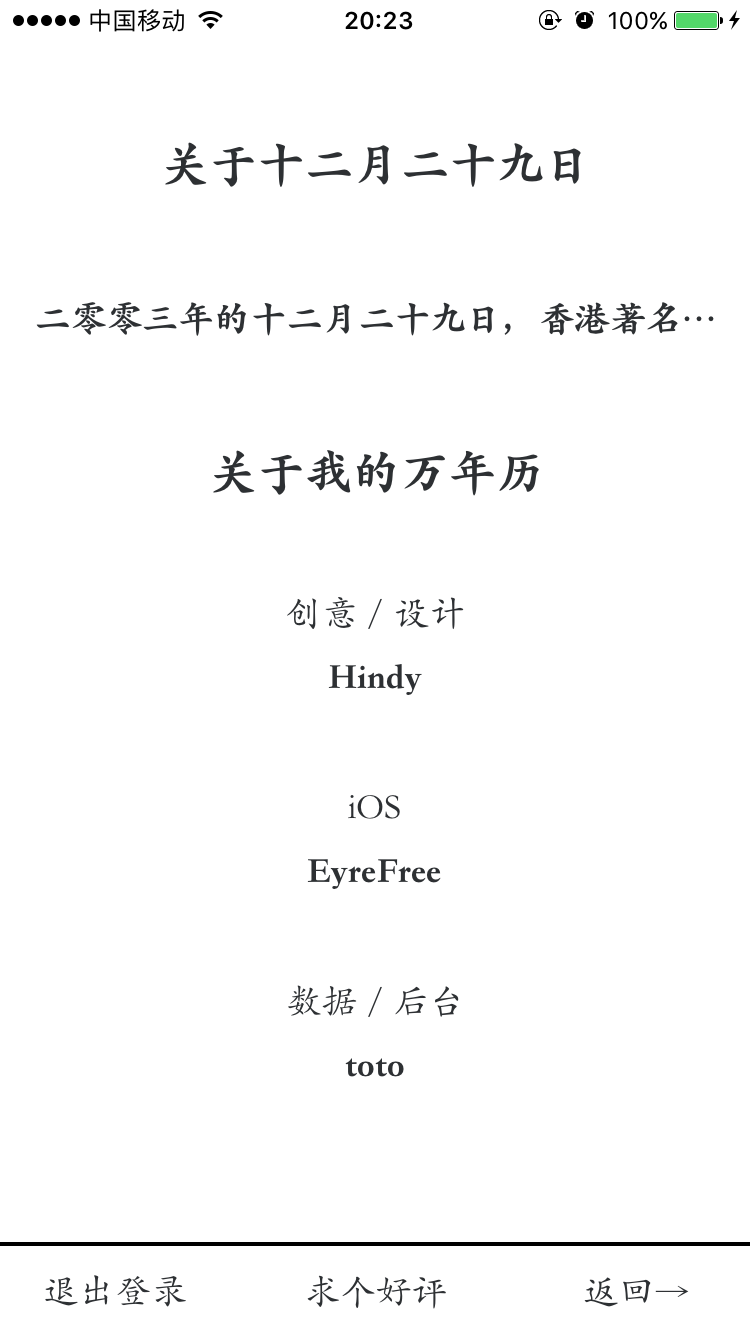 中国移动 20:23 100%
关于十二月二十九日
二零零三年的十二月二十九日，香港著名…
关于我的万年历
创意 / 设计
Hindy
iOS
EyreFree
数据 / 后台
toto
退出登录 求个好评 返回→